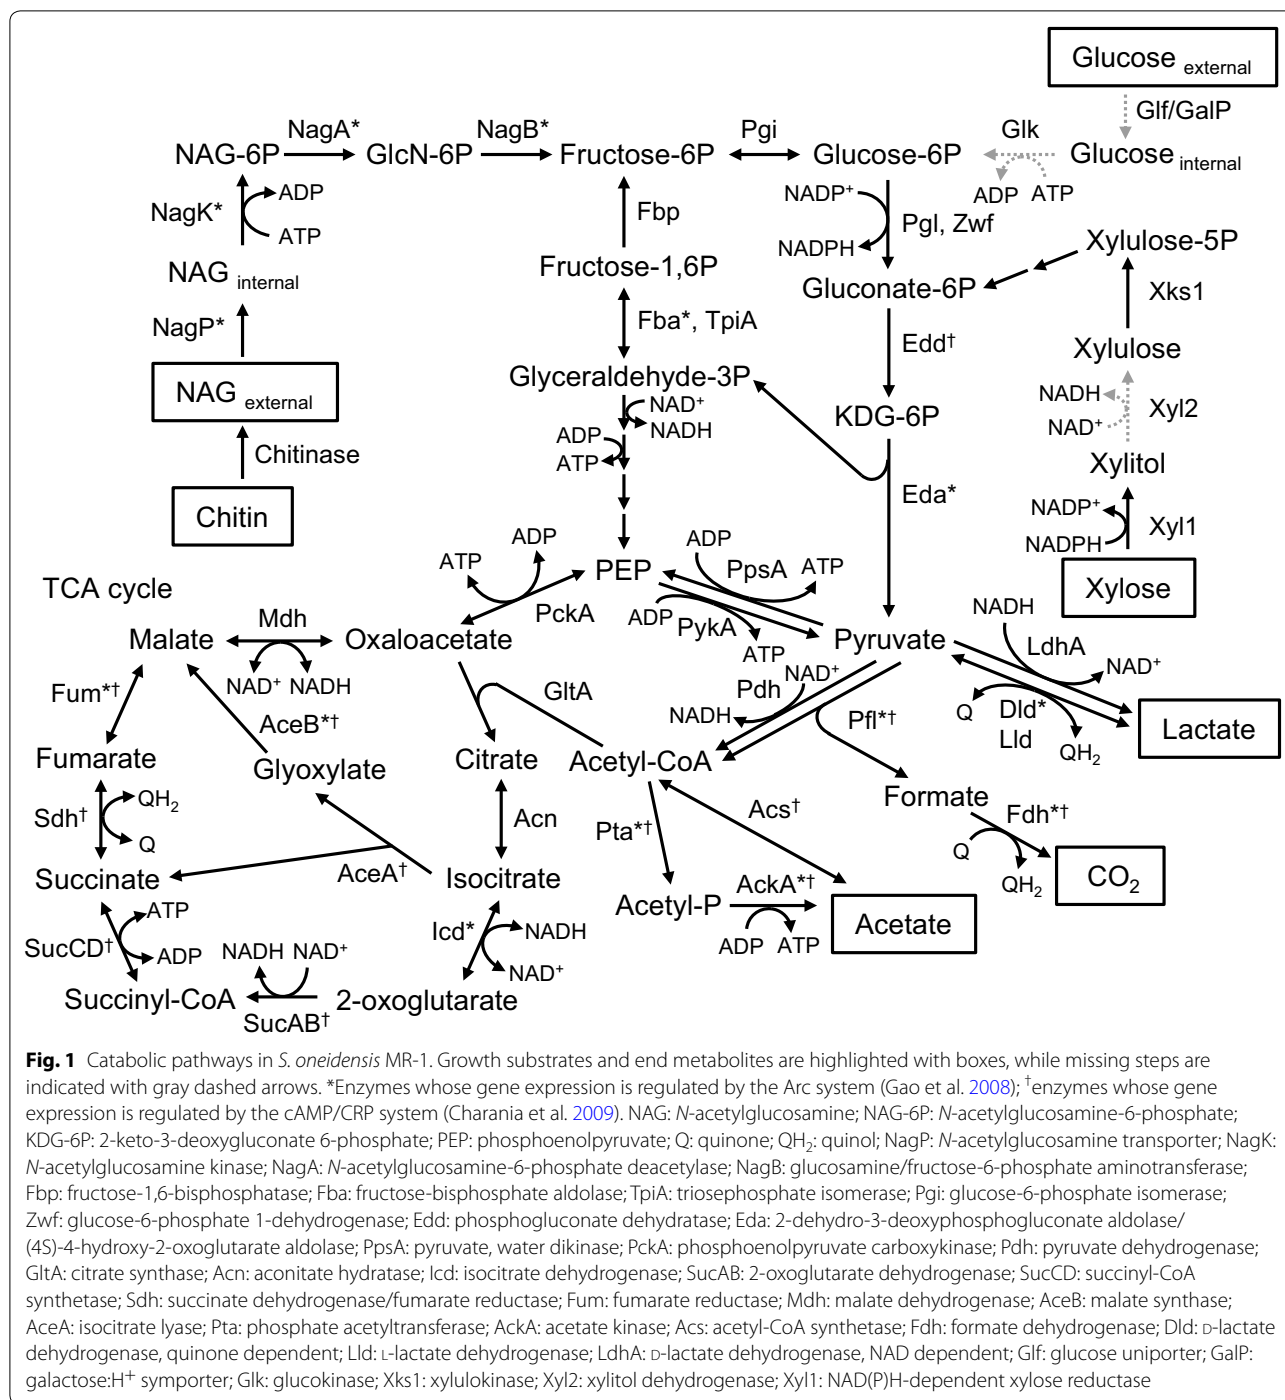 Glucose external
Glf/GalP
NagA*
NagB*
Pgi
Glk
NAG-6P
GlcN-6P
Fructose-6P
Glucose-6P
Glucose internal
ADP
ATP
NagK*
ADP
ATP
Fbp
NADP+
NADPH
Pgl, Zwf
Xylulose-5P
NAG internal
Fructose-1,6P
Gluconate-6P
Xks1
NagP*
Fba*, TpiA
Edd†
Xylulose
NAG external
Glyceraldehyde-3P
NAD+
NADH
KDG-6P
NADH
NAD+
Xyl2
Chitinase
ADP
ATP
Xylitol
Chitin
Eda*
NADP+
NADPH
Xyl1
ATP
ADP
PEP
ADP
PpsA
ATP
Xylose
TCA cycle
PckA
ADP
PykA
ATP
NADH
Malate
Mdh
Oxaloacetate
Pyruvate
LdhA
NAD+
NAD+ NADH
Fum*†
AceB*†
GltA
Pdh
NAD+
NADH
Pfl*†
Q
Dld*
Lld
QH2
Lactate
Fumarate
Glyoxylate
Citrate
Acetyl-CoA
Formate
Sdh†
QH2
Q
Acn
Pta*†
Acs†
Fdh*†
Q
QH2
CO2
Succinate
AceA†
Isocitrate
Acetyl-P
AckA*†
ADP
ATP
Acetate
ATP
SucCD†
ADP
NADH NAD+
Icd*
NADH
NAD+
Succinyl-CoA
SucAB†
2-oxoglutarate
Fig. 1 Catabolic pathways in S. oneidensis MR-1. Growth substrates and end metabolites are highlighted with boxes, while missing steps are
indicated with gray dashed arrows. *Enzymes whose gene expression is regulated by the Arc system (Gao et al. 2008); †enzymes whose gene
expression is regulated by the cAMP/CRP system (Charania et al. 2009). NAG: N-acetylglucosamine; NAG-6P: N-acetylglucosamine-6-phosphate;
KDG-6P: 2-keto-3-deoxygluconate 6-phosphate; PEP: phosphoenolpyruvate; Q: quinone; QH2: quinol; NagP: N-acetylglucosamine transporter; NagK:
N-acetylglucosamine kinase; NagA: N-acetylglucosamine-6-phosphate deacetylase; NagB: glucosamine/fructose-6-phosphate aminotransferase;
Fbp: fructose-1,6-bisphosphatase; Fba: fructose-bisphosphate aldolase; TpiA: triosephosphate isomerase; Pgi: glucose-6-phosphate isomerase;
Zwf: glucose-6-phosphate 1-dehydrogenase; Edd: phosphogluconate dehydratase; Eda: 2-dehydro-3-deoxyphosphogluconate aldolase/
(4S)-4-hydroxy-2-oxoglutarate aldolase; PpsA: pyruvate, water dikinase; PckA: phosphoenolpyruvate carboxykinase; Pdh: pyruvate dehydrogenase;
GltA: citrate synthase; Acn: aconitate hydratase; Icd: isocitrate dehydrogenase; SucAB: 2-oxoglutarate dehydrogenase; SucCD: succinyl-CoA
synthetase; Sdh: succinate dehydrogenase/fumarate reductase; Fum: fumarate reductase; Mdh: malate dehydrogenase; AceB: malate synthase;
AceA: isocitrate lyase; Pta: phosphate acetyltransferase; AckA: acetate kinase; Acs: acetyl-CoA synthetase; Fdh: formate dehydrogenase; Dld: D-lactate
dehydrogenase, quinone dependent; Lld: L-lactate dehydrogenase; LdhA: D-lactate dehydrogenase, NAD dependent; Glf: glucose uniporter; GalP:
galactose:H+ symporter; Glk: glucokinase; Xks1: xylulokinase; Xyl2: xylitol dehydrogenase; Xyl1: NAD(P)H-dependent xylose reductase